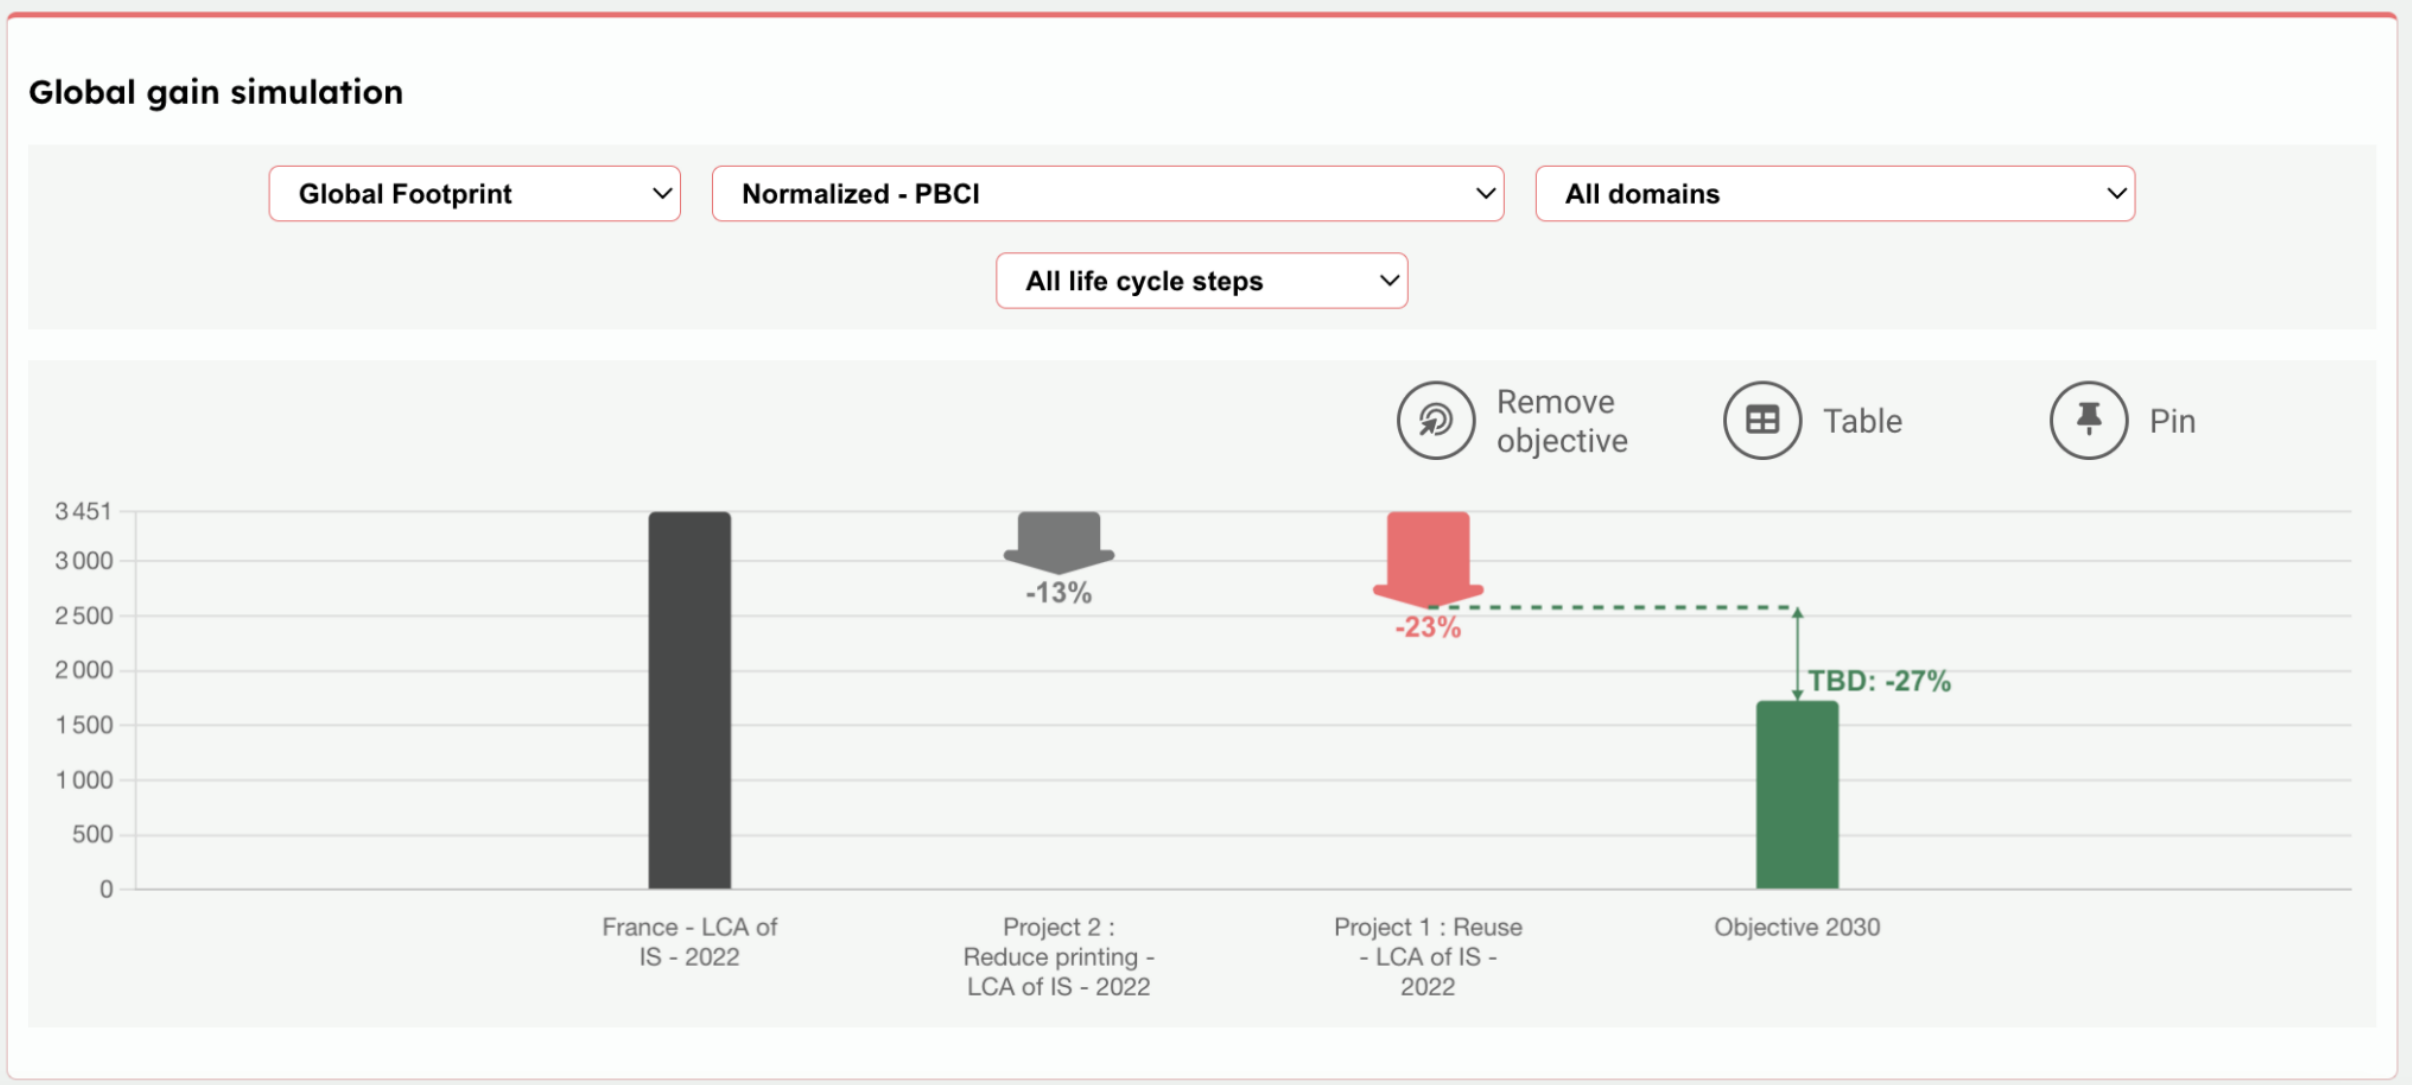 Global gain simulation
Global Footprint
Normalized - PBCI
All domains
All life cycle steps
Remove
objective
Table
Pin
3 451
3 000
2 500
2 000
1 500
1 000
500
0
-13%
-23%
TBD: -27%
France - LCA of
IS - 2022
Project 2 :
Reduce printing -
LCA of IS - 2022
Project 1 : Reuse
- LCA of IS -
2022
Objective 2030